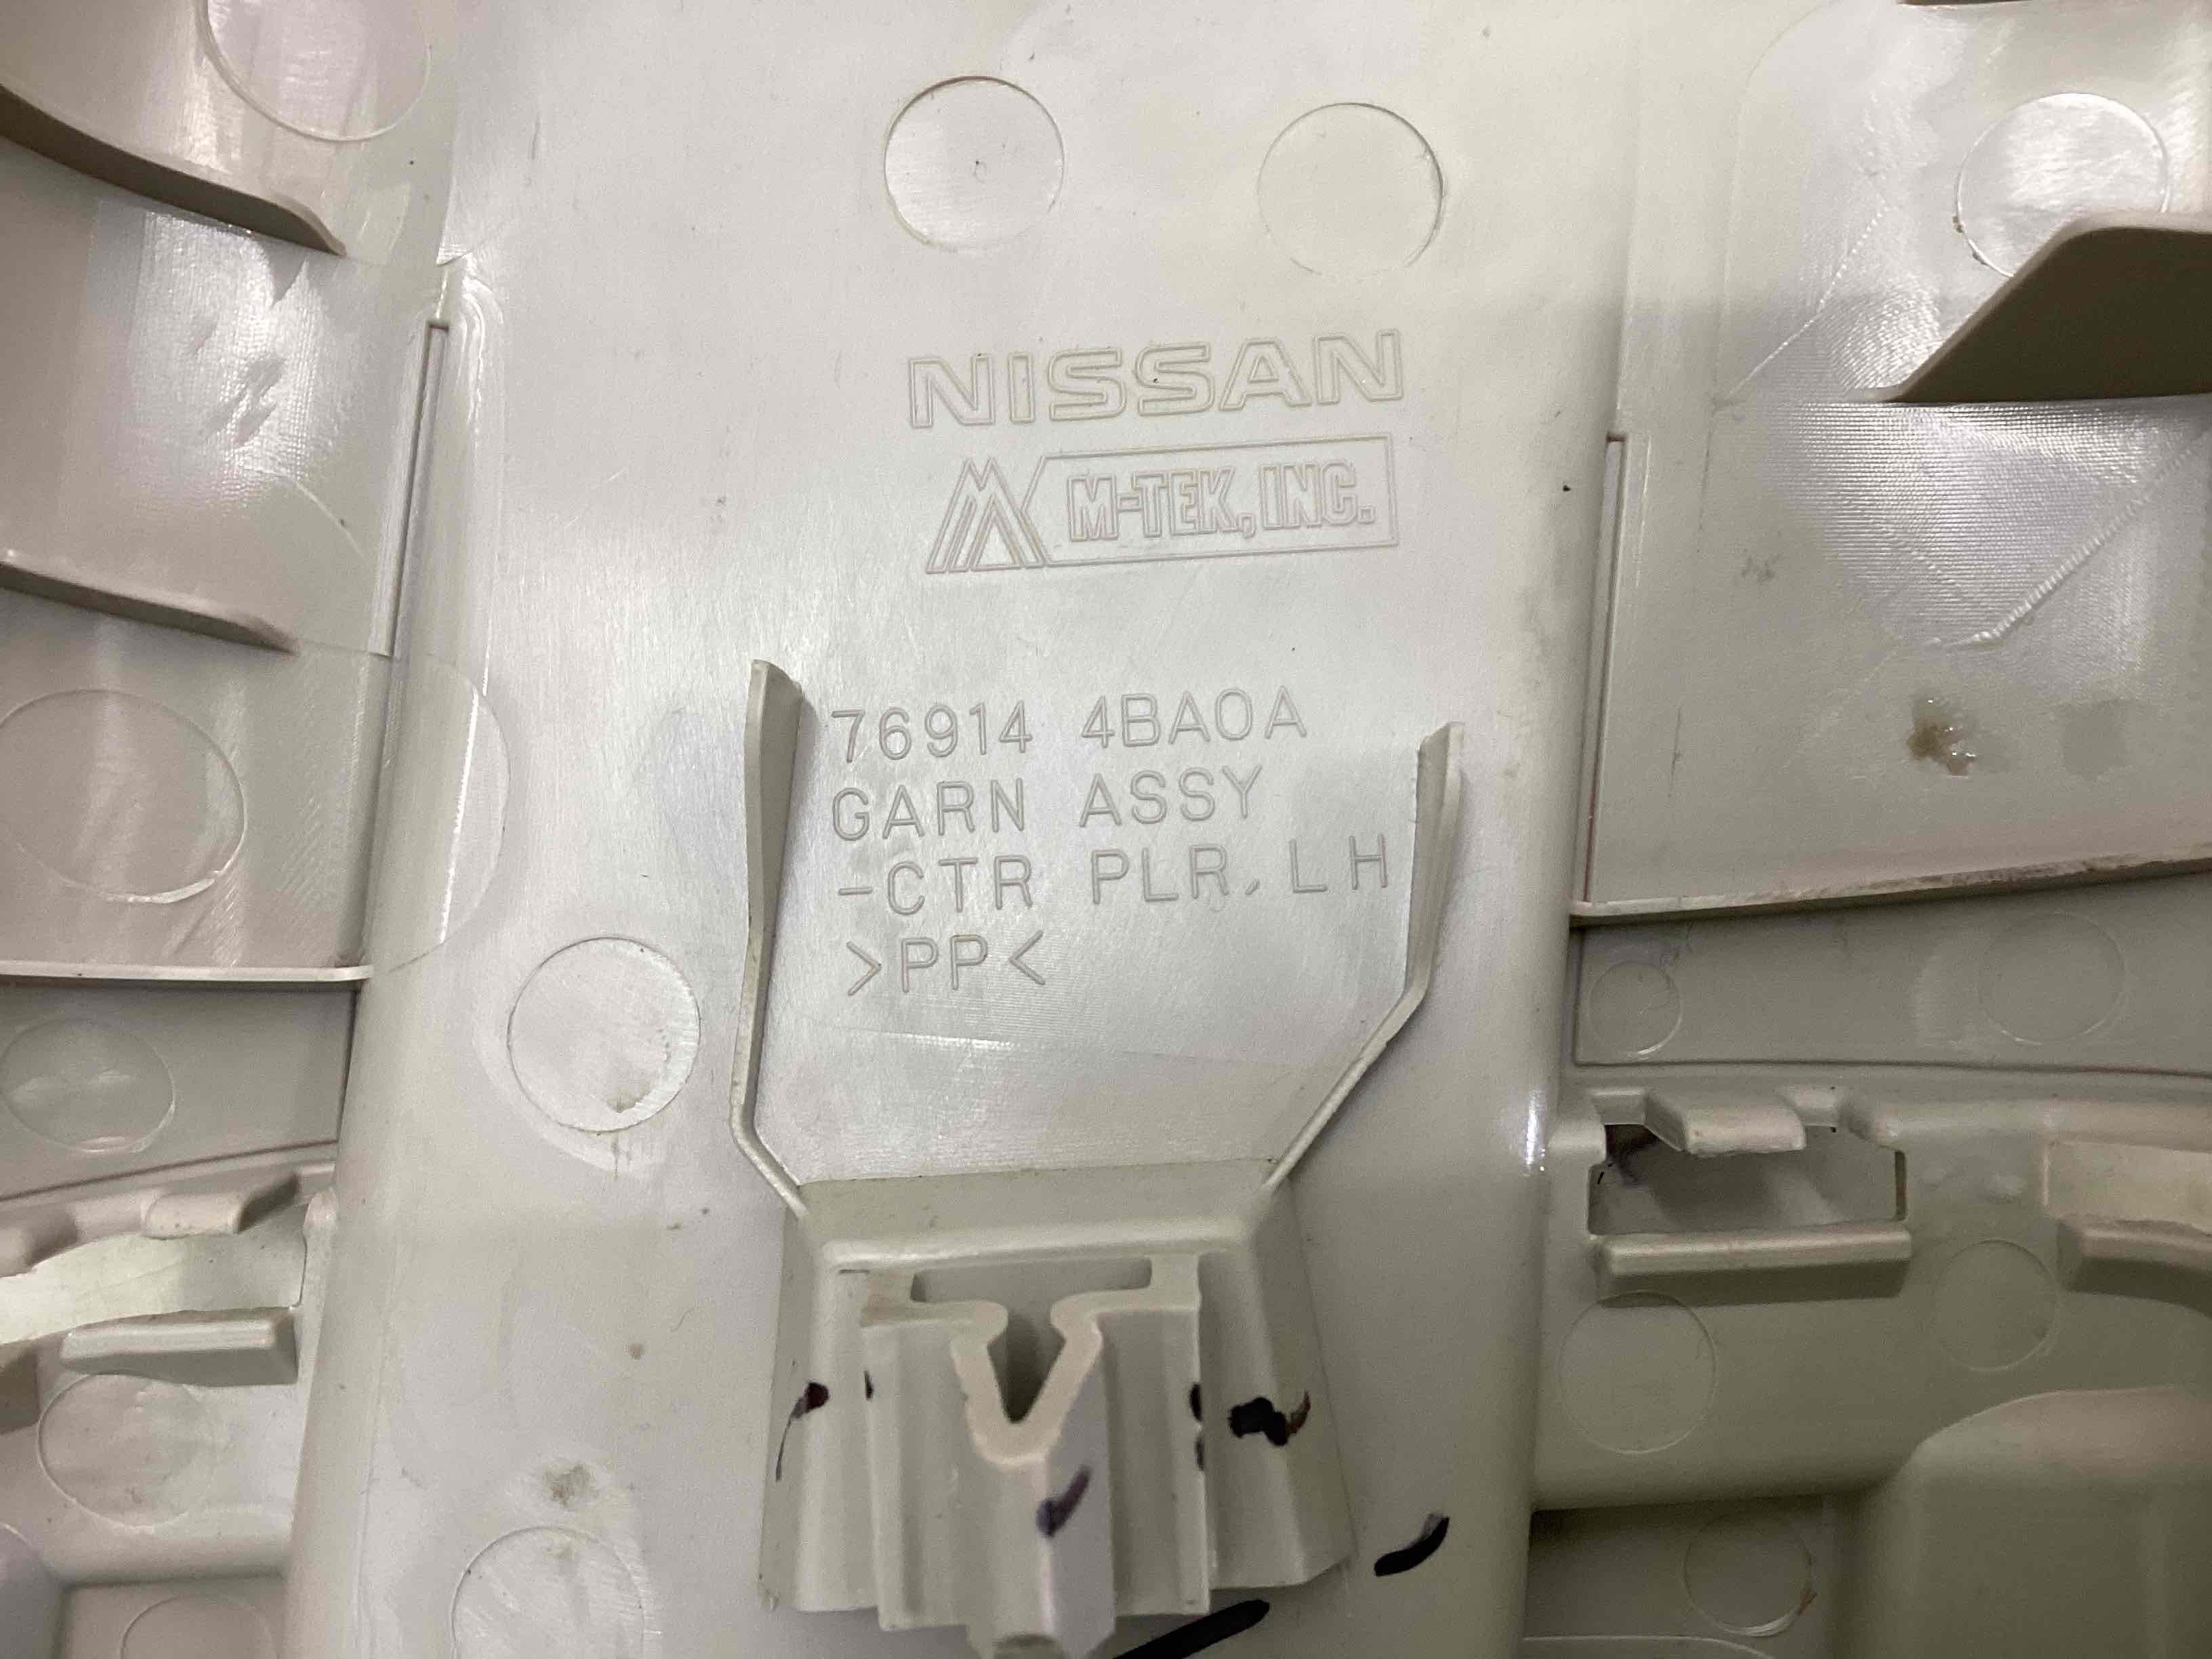 NISSAN
M-TEK, INC.
76914 4BA0A
GARN ASSY
-CTR PLR, LH
>PP<